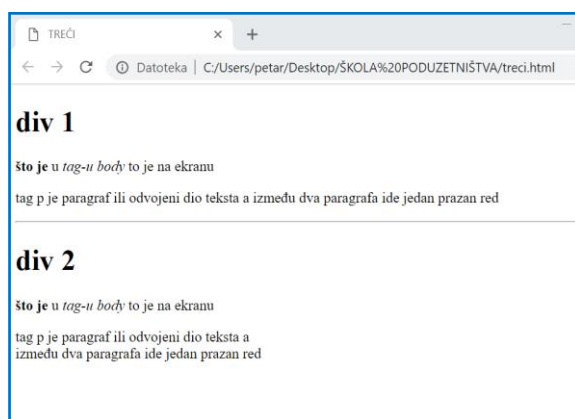 TREĆI
Datoteka | C:/Users/petar/Desktop/ŠKOLA%20PODUZETNIŠTVA/treci.html
div 1
što je u tag-u body to je na ekranu
tag p je paragraf ili odvojeni dio teksta a između dva paragrafa ide jedan prazan red
div 2
što je u tag-u body to je na ekranu
tag p je paragraf ili odvojeni dio teksta a
između dva paragrafa ide jedan prazan red